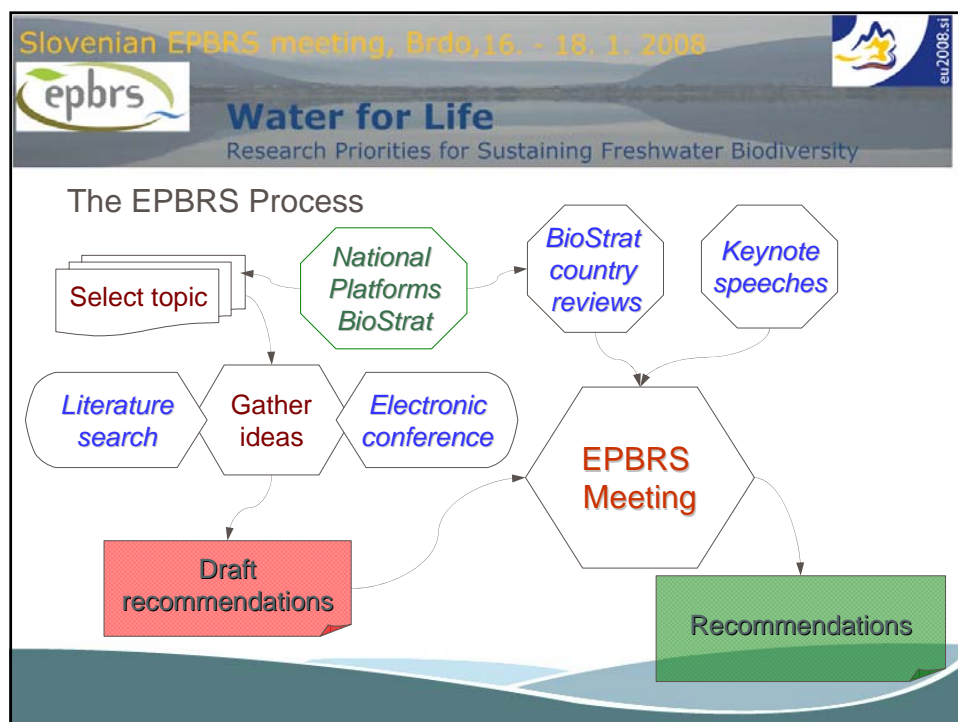 Slovenian EPBRS meeting, Brdo,16. - 18. 1. 2008
eu2008.si
epbrs
Water for Life
Research Priorities for Sustaining Freshwater Biodiversity
The EPBRS Process
Select topic
National
Platforms
BioStrat
BioStrat
country
reviews
Keynote
speeches
Literature
search
Gather
ideas
Electronic
conference
EPBRS
Meeting
Draft
recommendations
Recommendations